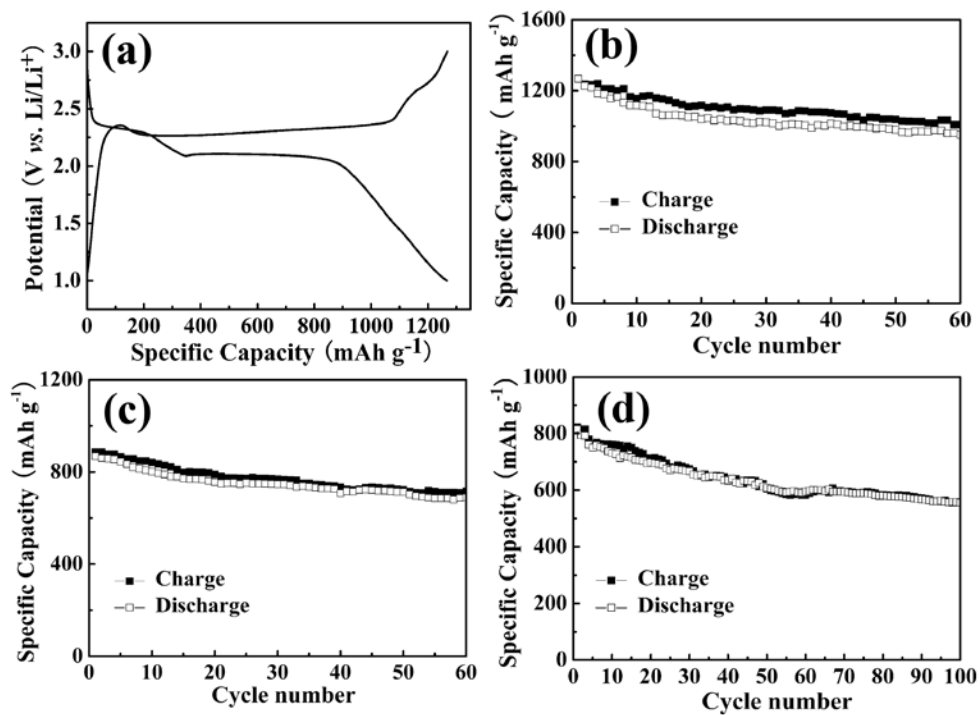 (a)
3.0
2.5
2.0
1.5
1.0
Potential (V vs. Li/Li⁺)
0 200 400 600 800 1000 1200
Specific Capacity (mAh g⁻¹)
(b)
1600
1200
800
400
0
Specific Capacity ( mAh g⁻¹)
Charge
Discharge
0 10 20 30 40 50 60
Cycle number
(c)
1200
800
400
0
Specific Capacity (mAh g⁻¹)
Charge
Discharge
0 10 20 30 40 50 60
Cycle number
(d)
1000
800
600
400
200
0
Specific Capacity (mAh g⁻¹)
Charge
Discharge
0 10 20 30 40 50 60 70 80 90 100
Cycle number